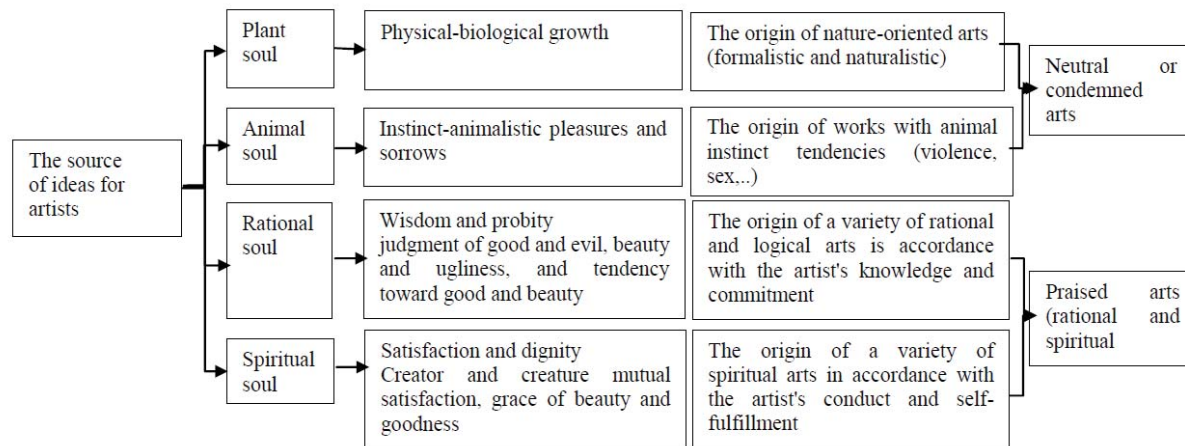 The source
of ideas for
artists
Plant
soul
Physical-biological growth
The origin of nature-oriented arts
(formalistic and naturalistic)
Animal
soul
Instinct-animalistic pleasures and
sorrows
The origin of works with animal
instinct tendencies (violence,
sex,..)
Neutral or
condemned
arts
Rational
soul
Wisdom and probity
judgment of good and evil, beauty
and ugliness, and tendency
toward good and beauty
The origin of a variety of rational
and logical arts is accordance
with the artist's knowledge and
commitment
Spiritual
soul
Satisfaction and dignity
Creator and creature mutual
satisfaction, grace of beauty and
goodness
The origin of a variety of
spiritual arts in accordance with
the artist's conduct and self-
fulfillment
Praised arts
(rational and
spiritual